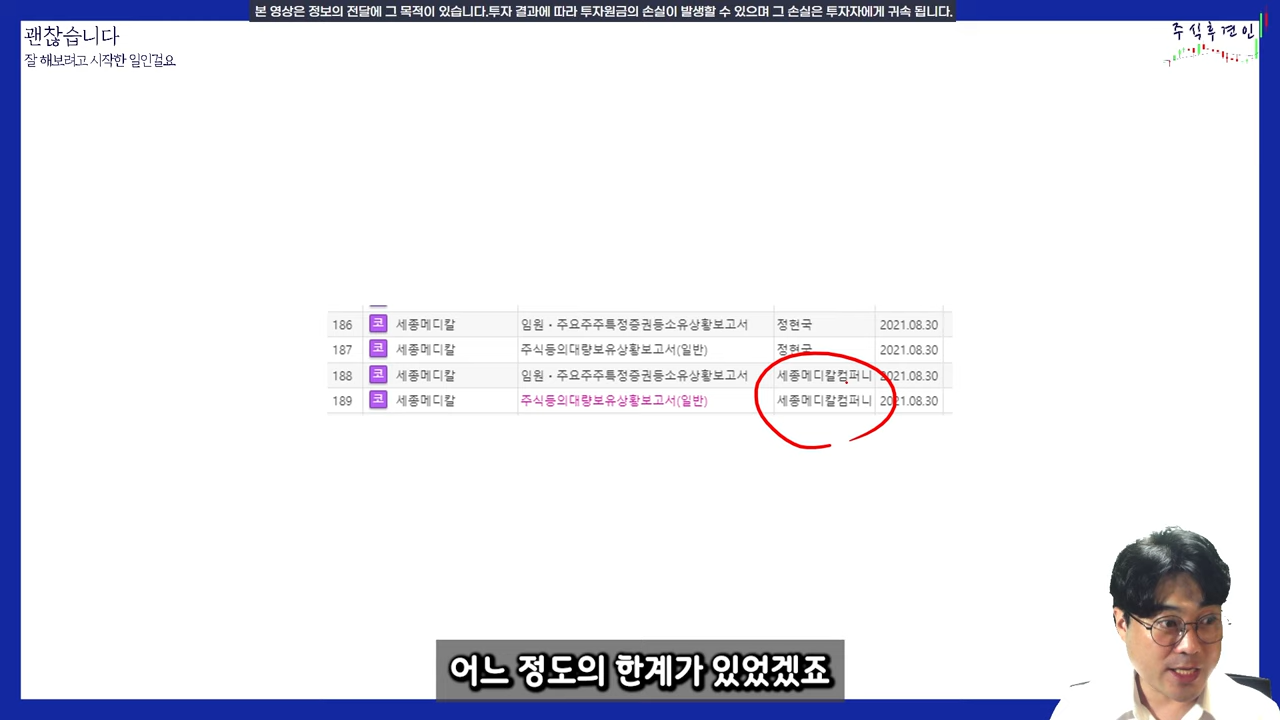 본 영상은 정보의 전달에 그 목적이 있습니다.투자 결과에 따라 투자원금의 손실이 발생할 수 있으며 그 손실은 투자자에게 귀속 됩니다.
괜찮습니다
잘 해보려고 시작한 일인걸요
주식후견인
186 코 세종메디칼 임원ㆍ주요주주특정증권등소유상황보고서 정현국 2021.08.30
187 코 세종메디칼 주식등의대량보유상황보고서(일반) 정현국 2021.08.30
188 코 세종메디칼 임원ㆍ주요주주특정증권등소유상황보고서 세종메디칼컴퍼니 2021.08.30
189 코 세종메디칼 주식등의대량보유상황보고서(일반) 세종메디칼컴퍼니 2021.08.30
어느 정도의 한계가 있었겠죠